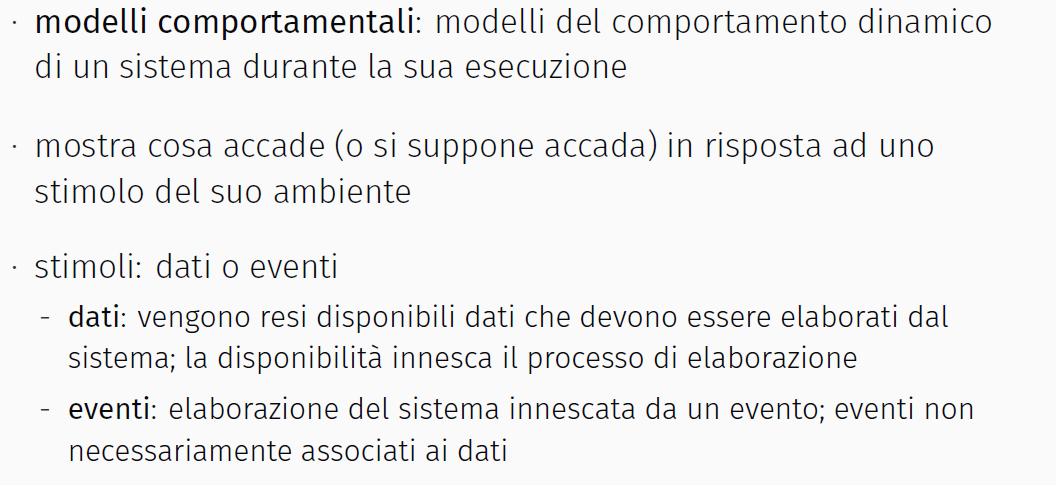 · modelli comportamentali: modelli del comportamento dinamico
di un sistema durante la sua esecuzione
· mostra cosa accade (o si suppone accada) in risposta ad uno
stimolo del suo ambiente
· stimoli: dati o eventi
- dati: vengono resi disponibili dati che devono essere elaborati dal
sistema; la disponibilità innesca il processo di elaborazione
- eventi: elaborazione del sistema innescata da un evento; eventi non
necessariamente associati ai dati